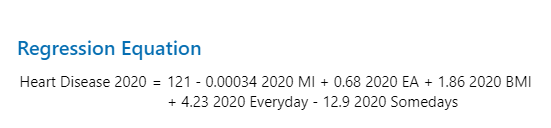 Regression Equation
Heart Disease 2020 = 121 - 0.00034 2020 MI + 0.68 2020 EA + 1.86 2020 BMI
+ 4.23 2020 Everyday - 12.9 2020 Somedays